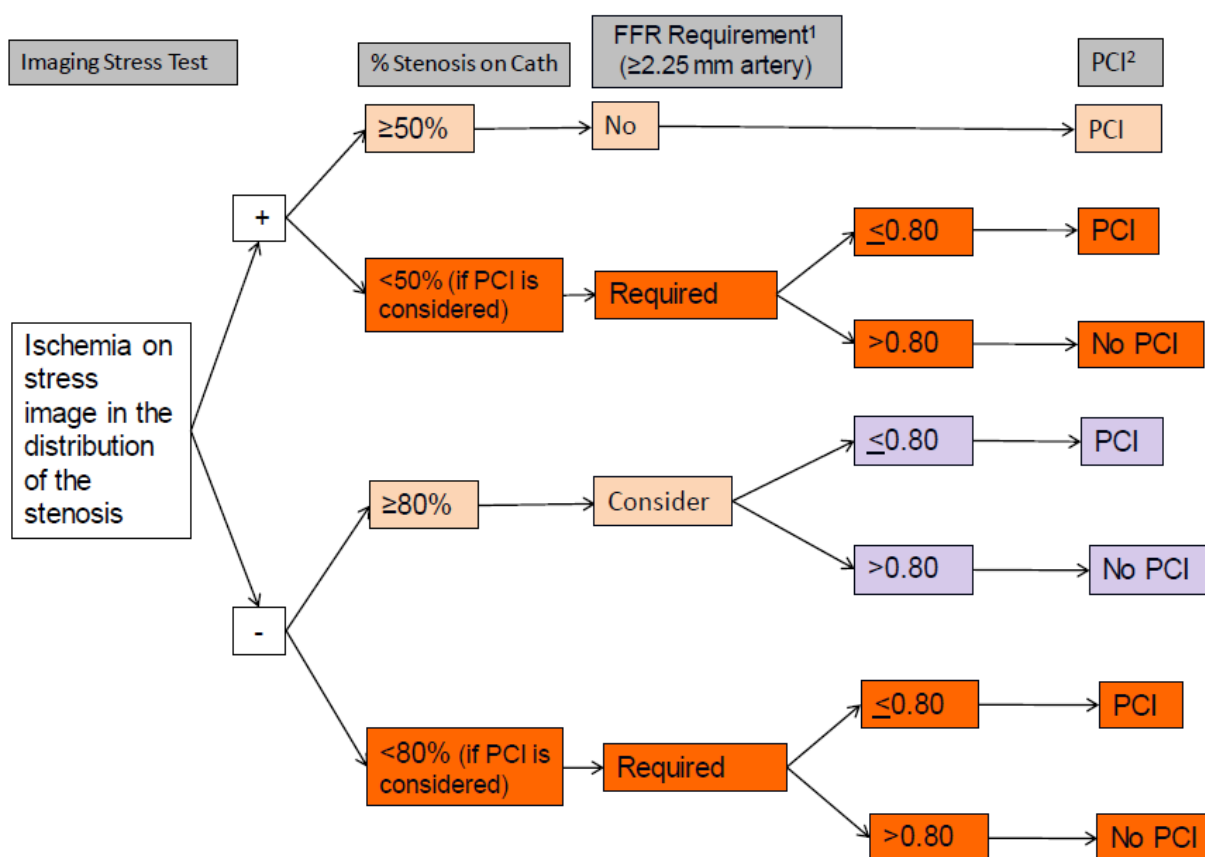 Imaging Stress Test
% Stenosis on Cath
FFR Requirement¹
(≥2.25 mm artery)
PCI²
≥50%
No
PCI
+
<50% (if PCI is
considered)
Required
≤0.80
PCI
>0.80
No PCI
Ischemia on
stress
image in the
distribution
of the
stenosis
≥80%
Consider
≤0.80
PCI
>0.80
No PCI
-
<80% (if PCI is
considered)
Required
≤0.80
PCI
>0.80
No PCI